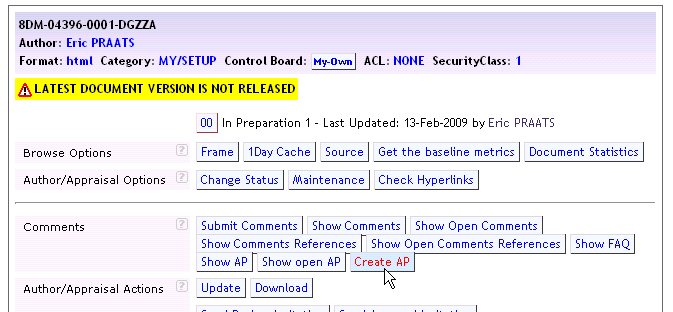 8DM-04396-0001-DGZZA
Author: Eric PRAATS
Format: html Category: MY/SETUP Control Board: My-Own ACL: NONE SecurityClass: 1
LATEST DOCUMENT VERSION IS NOT RELEASED
00 In Preparation 1 - Last Updated: 13-Feb-2009 by Eric PRAATS
Browse Options ? Frame 1Day Cache Source Get the baseline metrics Document Statistics
Author/Appraisal Options ? Change Status Maintenance Check Hyperlinks
Comments ? Submit Comments Show Comments Show Open Comments
Show Comments References Show Open Comments References Show FAQ
Show AP Show open AP Create AP
Author/Appraisal Actions ? Update Download